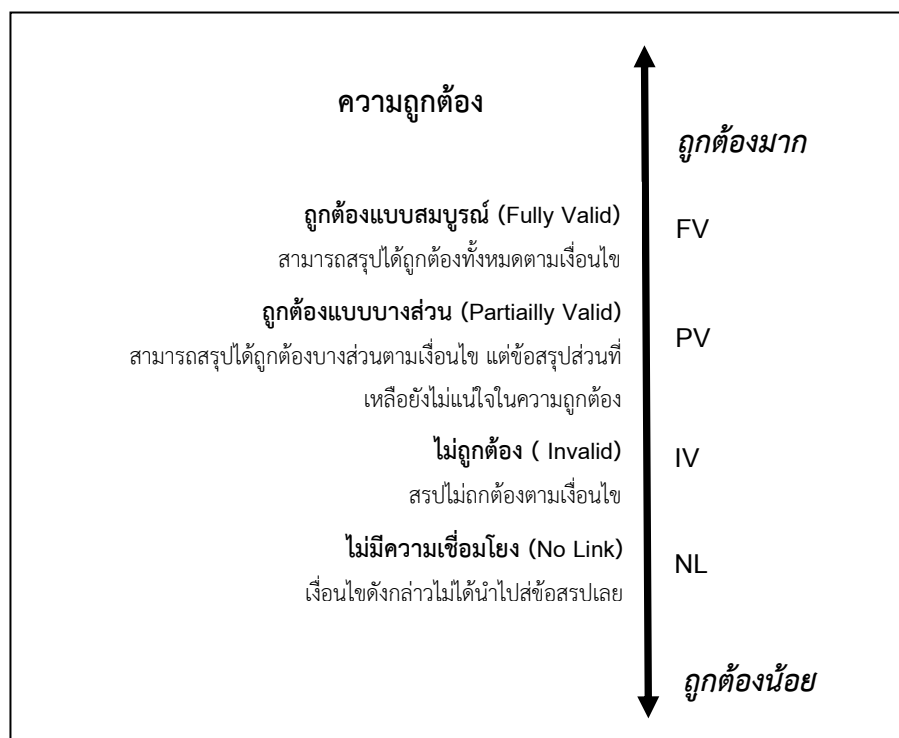 ความถูกต้อง
ถูกต้องมาก
ถูกต้องแบบสมบูรณ์ (Fully Valid)
FV
สามารถสรุปได้ถูกต้องทั้งหมดตามเงื่อนไข
ถูกต้องแบบบางส่วน (Partiailly Valid)
PV
สามารถสรุปได้ถูกต้องบางส่วนตามเงื่อนไข แต่ข้อสรุปส่วนที่
เหลือยังไม่แน่ใจในความถูกต้อง
ไม่ถูกต้อง ( Invalid)
IV
สรปไม่ถกต้องตามเงื่อนไข
ไม่มีความเชื่อมโยง (No Link)
NL
เงื่อนไขดังกล่าวไม่ได้นำไปส่ข้อสรปเลย
ถูกต้องน้อย